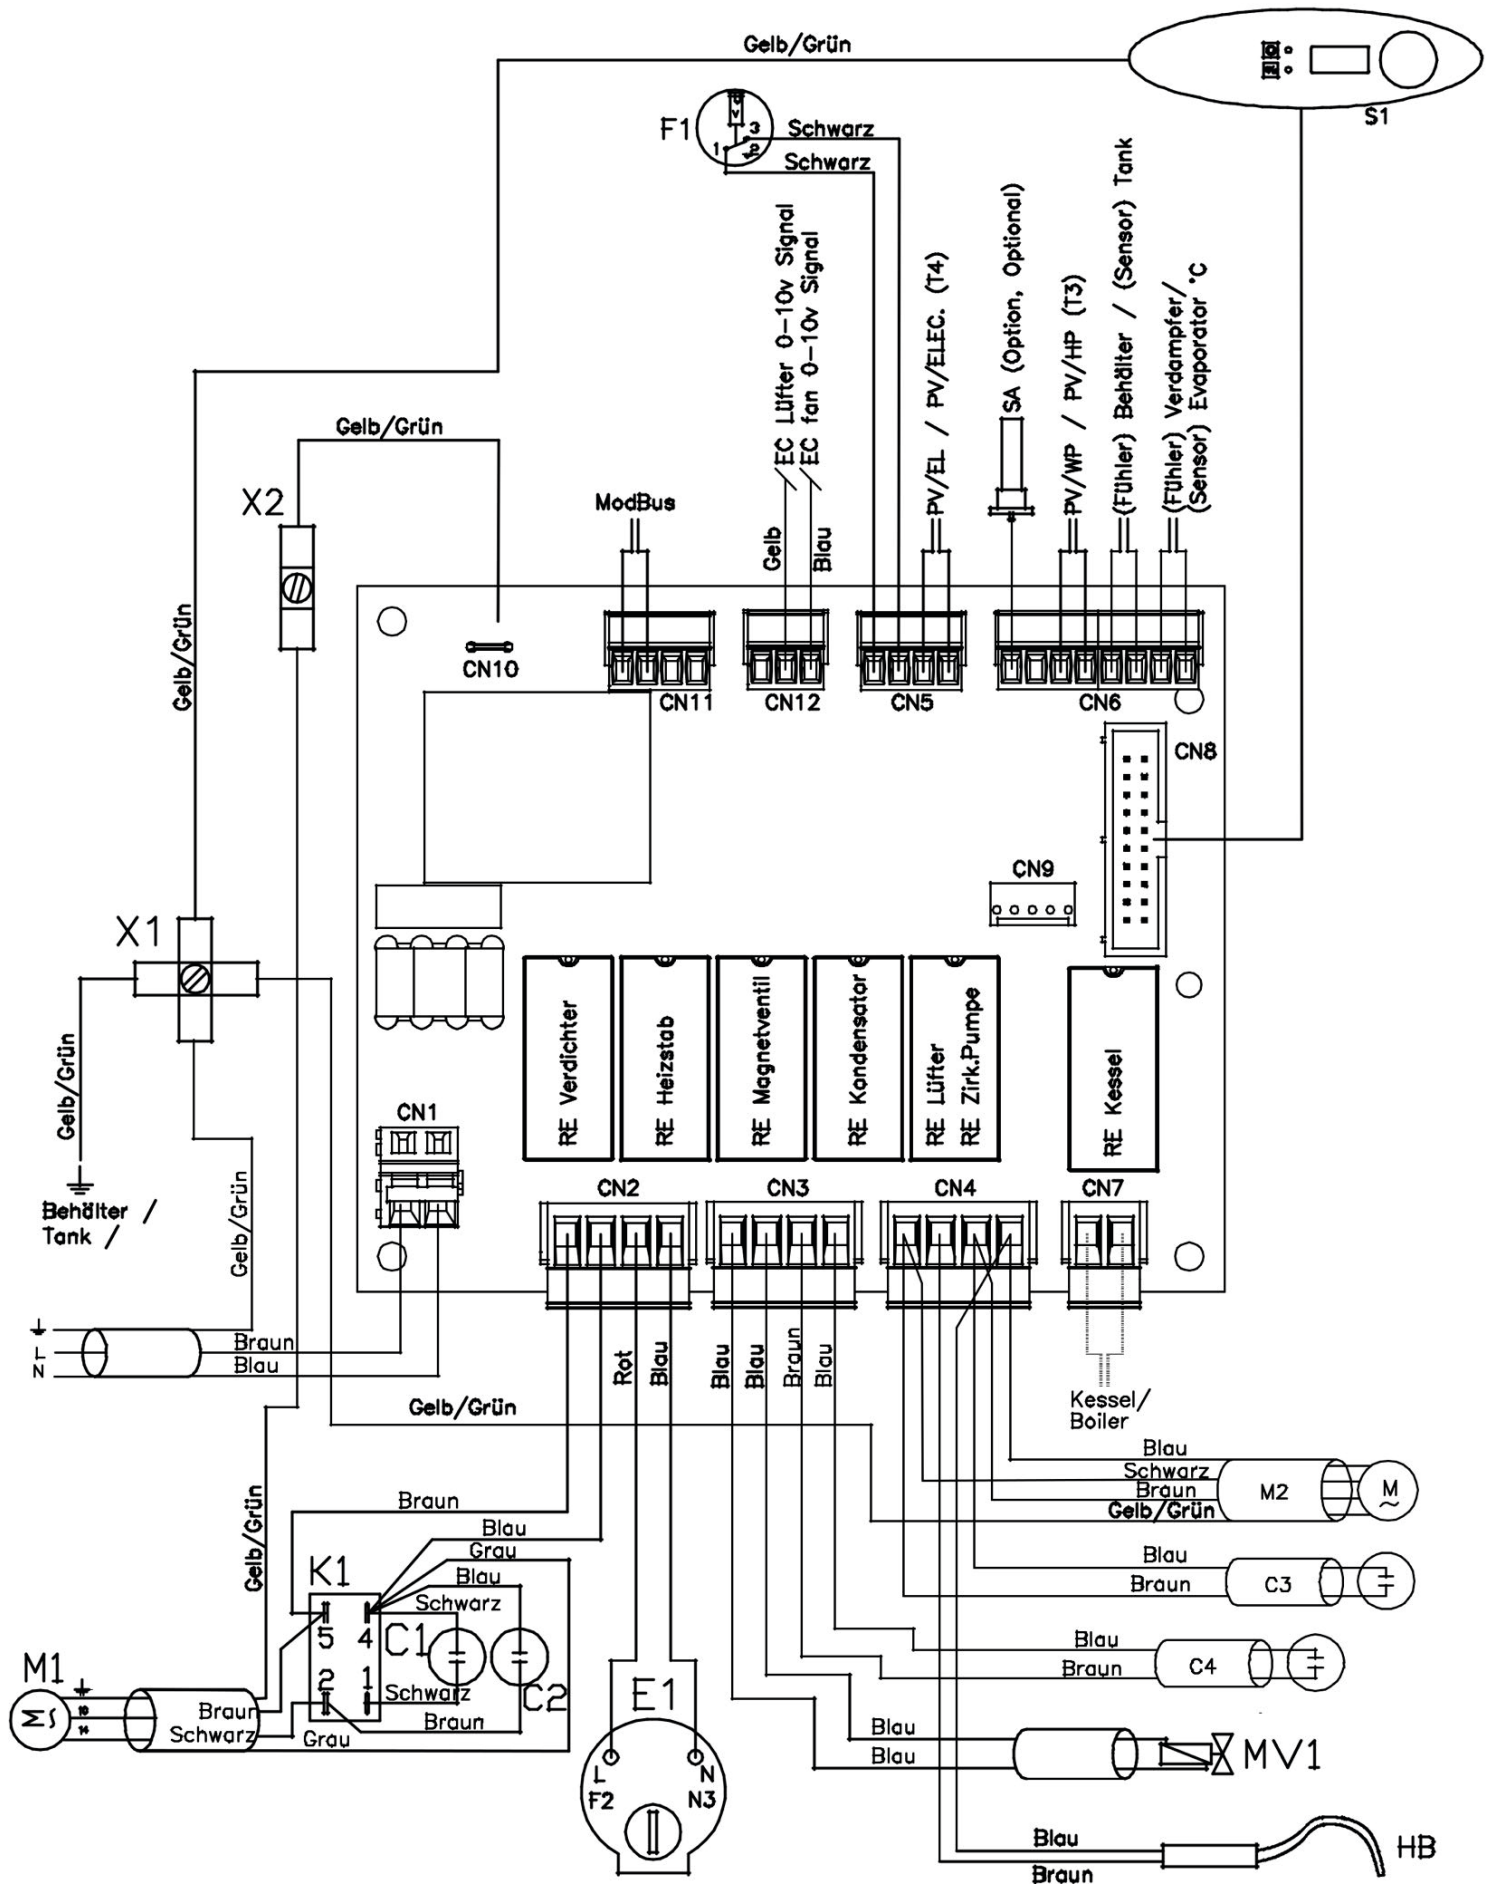 Gelb/Grün
S1
F1
3
1
2
Schwarz
Schwarz
EC Lüfter 0-10v Signal
EC fan 0-10v Signal
PV/EL / PV/ELEC. (T4)
SA (Option, Optional)
PV/WP / PV/HP (T3)
(Fühler) Behälter / (Sensor) Tank
(Fühler) Verdampfer/
(Sensor) Evaporator °C
Gelb/Grün
X2
ModBus
Gelb
Blau
Gelb/Grün
CN10
CN11
CN12
CN5
CN6
CN8
CN9
X1
Gelb/Grün
Behälter /
Tank /
Gelb/Grün
CN1
RE Verdichter
RE Heizstab
RE Magnetventil
RE Kondensator
RE Lüfter
RE Zirk.Pumpe
RE Kessel
CN2
CN3
CN4
CN7
L
N
Braun
Blau
Rot
Blau
Blau
Blau
Braun
Blau
Kessel/
Boiler
Gelb/Grün
Gelb/Grün
Blau
Schwarz
Braun
Gelb/Grün
M2
M
~
Braun
Blau
Grau
Blau
Schwarz
K1
5
4
2
1
C1
C2
Schwarz
Braun
Blau
Braun
C3
Blau
Braun
C4
M1
Braun
Schwarz
Grau
E1
L
F2
N
N3
Blau
Blau
MV1
Blau
Braun
HB